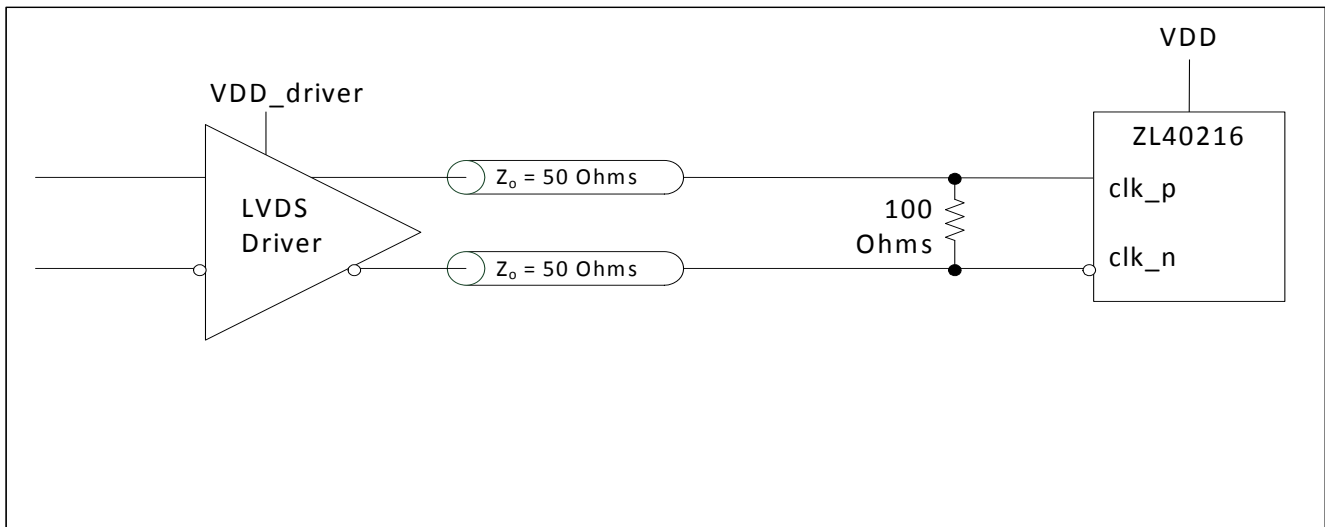 VDD
VDD_driver
ZL40216
Zₒ = 50 Ohms
clk_p
LVDS
Driver
100
Ohms
clk_n
Zₒ = 50 Ohms